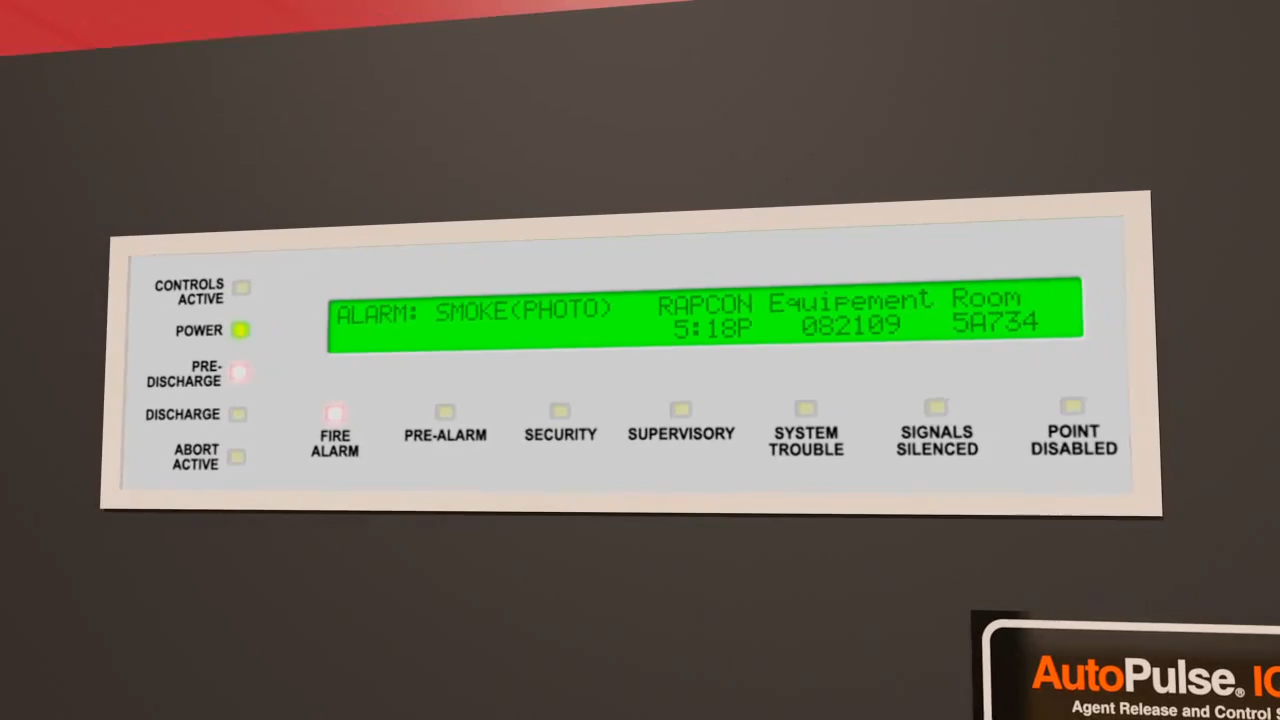 CONTROLS
ACTIVE
POWER
PRE-
DISCHARGE
DISCHARGE
ABORT
ACTIVE
ALARM: SMOKE(PHOTO) RAPCON Equipement Room
5:18P 082109 5A734
FIRE
ALARM
PRE-ALARM
SECURITY
SUPERVISORY
SYSTEM
TROUBLE
SIGNALS
SILENCED
POINT
DISABLED
AutoPulse®
Agent Release and Control